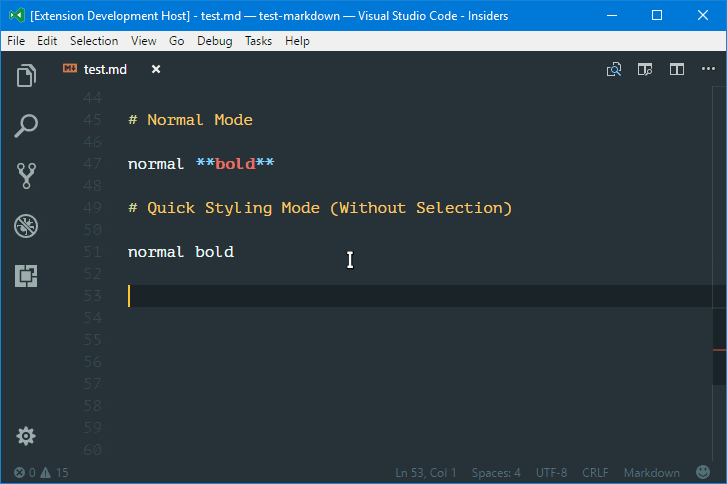 [Extension Development Host] - test.md — test-markdown — Visual Studio Code - Insiders
File Edit Selection View Go Debug Tasks Help
test.md
44
45 # Normal Mode
46
47 normal **bold**
48
49 # Quick Styling Mode (Without Selection)
50
51 normal bold
52
53
54
55
56
57
58
59
60
0 15 Ln 53, Col 1 Spaces: 4 UTF-8 CRLF Markdown